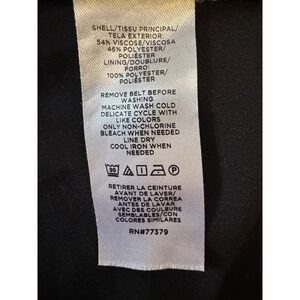 SHELL/TISSU PRINCIPAL/
TELA EXTERIOR:
54% VISCOSE/VISCOSA
46% POLYESTER/
POLIÉSTER
LINING/DOUBLURE/
FORRO:
100% POLYESTER/
POLIÉSTER
REMOVE BELT BEFORE
WASHING
MACHINE WASH COLD
DELICATE CYCLE WITH
LIKE COLORS
ONLY NON-CHLORINE
BLEACH WHEN NEEDED
LINE DRY
COOL IRON WHEN
NEEDED
30 P
RETIRER LA CEINTURE
AVANT DE LAVER/
REMOVER LA CORREA
ANTES DE LAVAR
AVEC DES COULEURS
SEMBLABLES/CON
COLORES SIMILARES
RN#77379